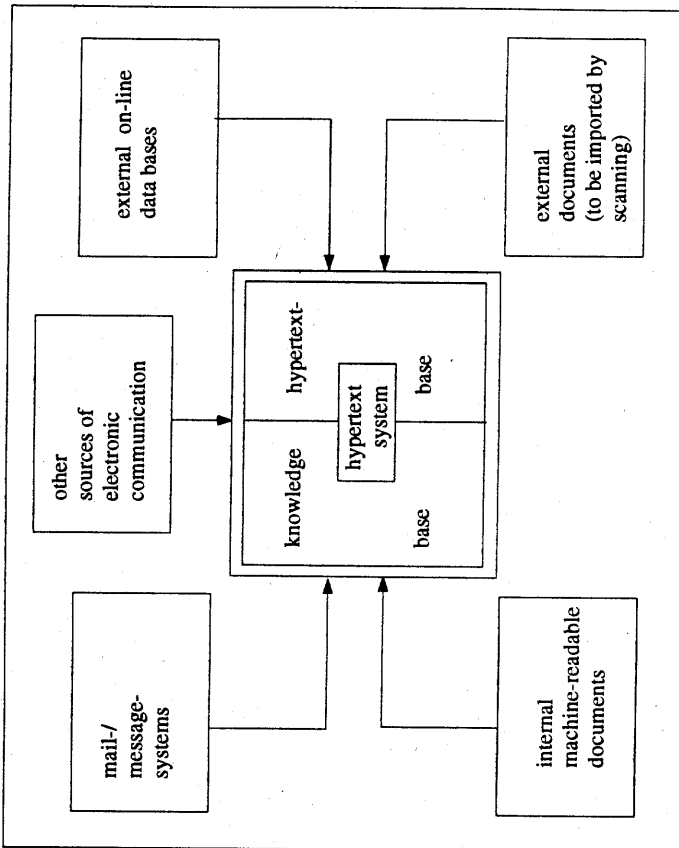 other
sources of
electronic
communication
mail-/
message-
systems
external on-line
data bases
knowledge
hypertext-
hypertext
system
base
base
internal
machine-readable
documents
external
documents
(to be imported by
scanning)